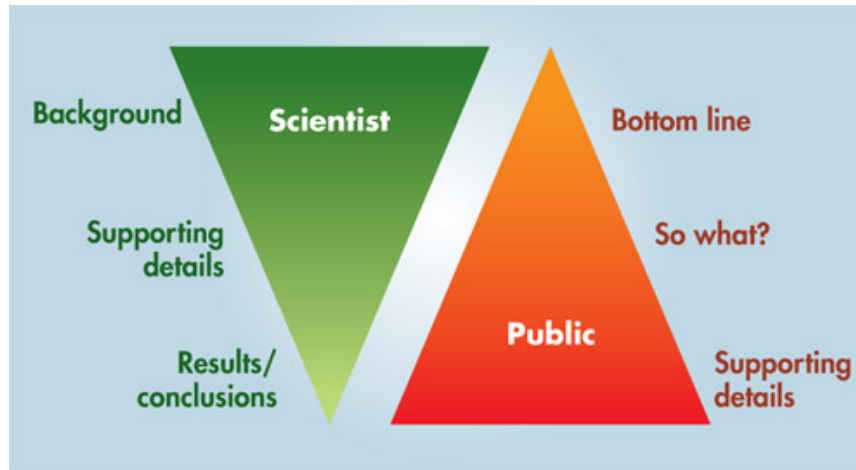 Background
Scientist
Supporting
details
Results/
conclusions
Bottom line
So what?
Public
Supporting
details